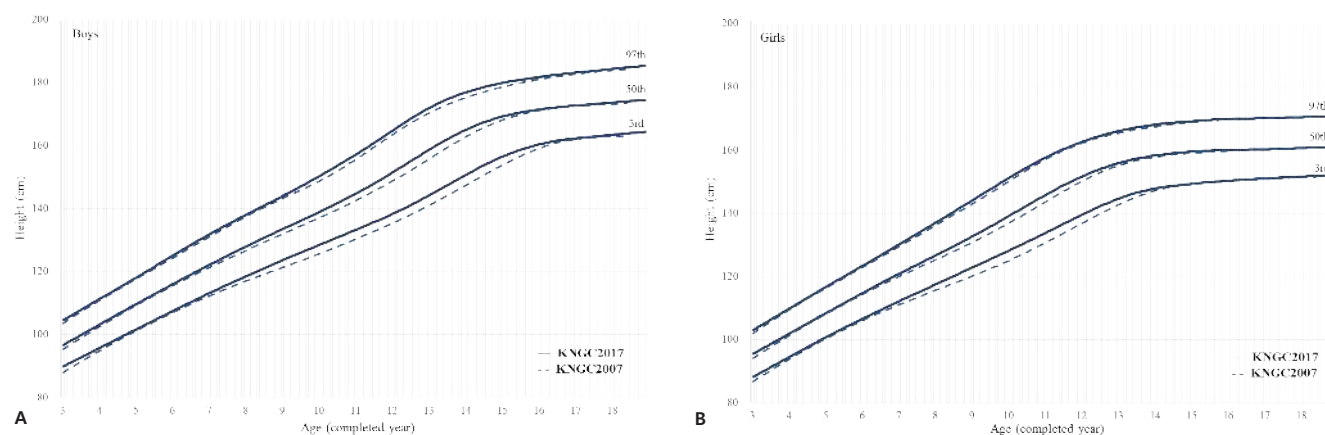 200
180
160
140
120
100
80
Height (cm)
Boys
97th
50th
3rd
KNGC2017
KNGC2007
3 4 5 6 7 8 9 10 11 12 13 14 15 16 17 18
Age (completed year)
A
200
180
160
140
120
100
80
Height (cm)
Girls
97th
50th
3rd
KNGC2017
KNGC2007
3 4 5 6 7 8 9 10 11 12 13 14 15 16 17 18
Age (completed year)
B